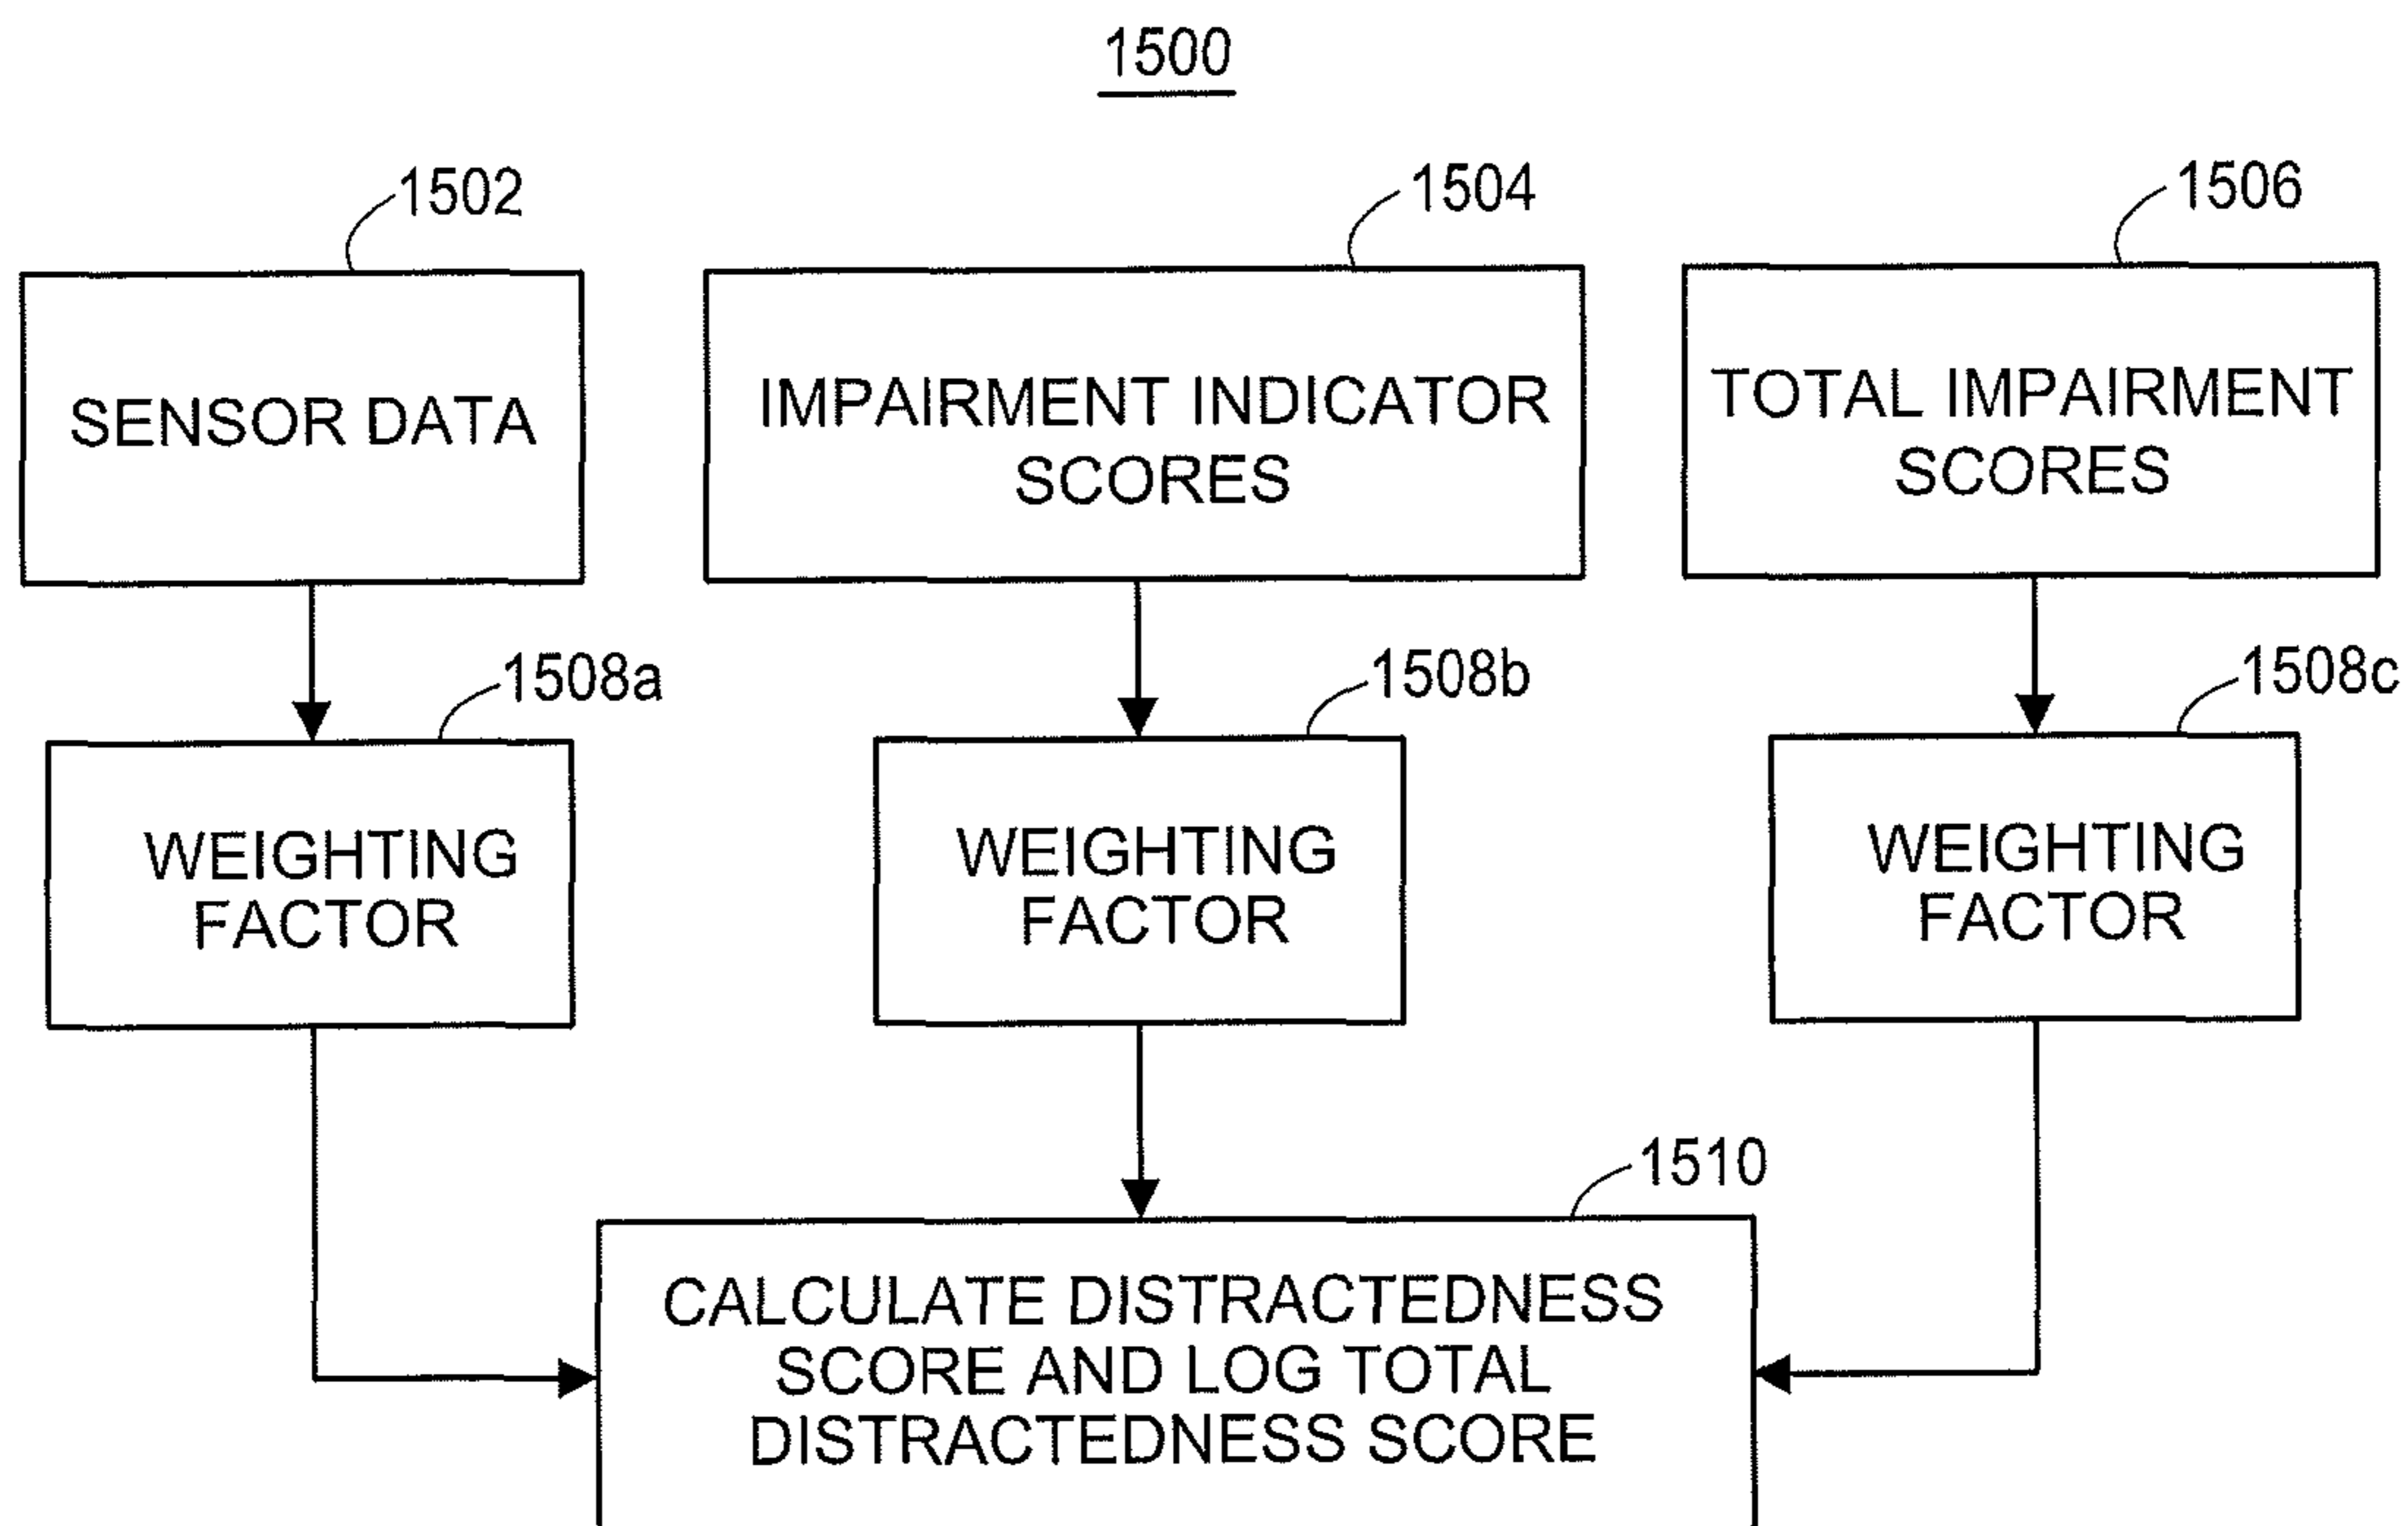 1500
1502
1504
1506
SENSOR DATA
IMPAIRMENT INDICATOR
SCORES
TOTAL IMPAIRMENT
SCORES
1508a
1508b
1508c
WEIGHTING
FACTOR
WEIGHTING
FACTOR
WEIGHTING
FACTOR
1510
CALCULATE DISTRACTEDNESS
SCORE AND LOG TOTAL
DISTRACTEDNESS SCORE